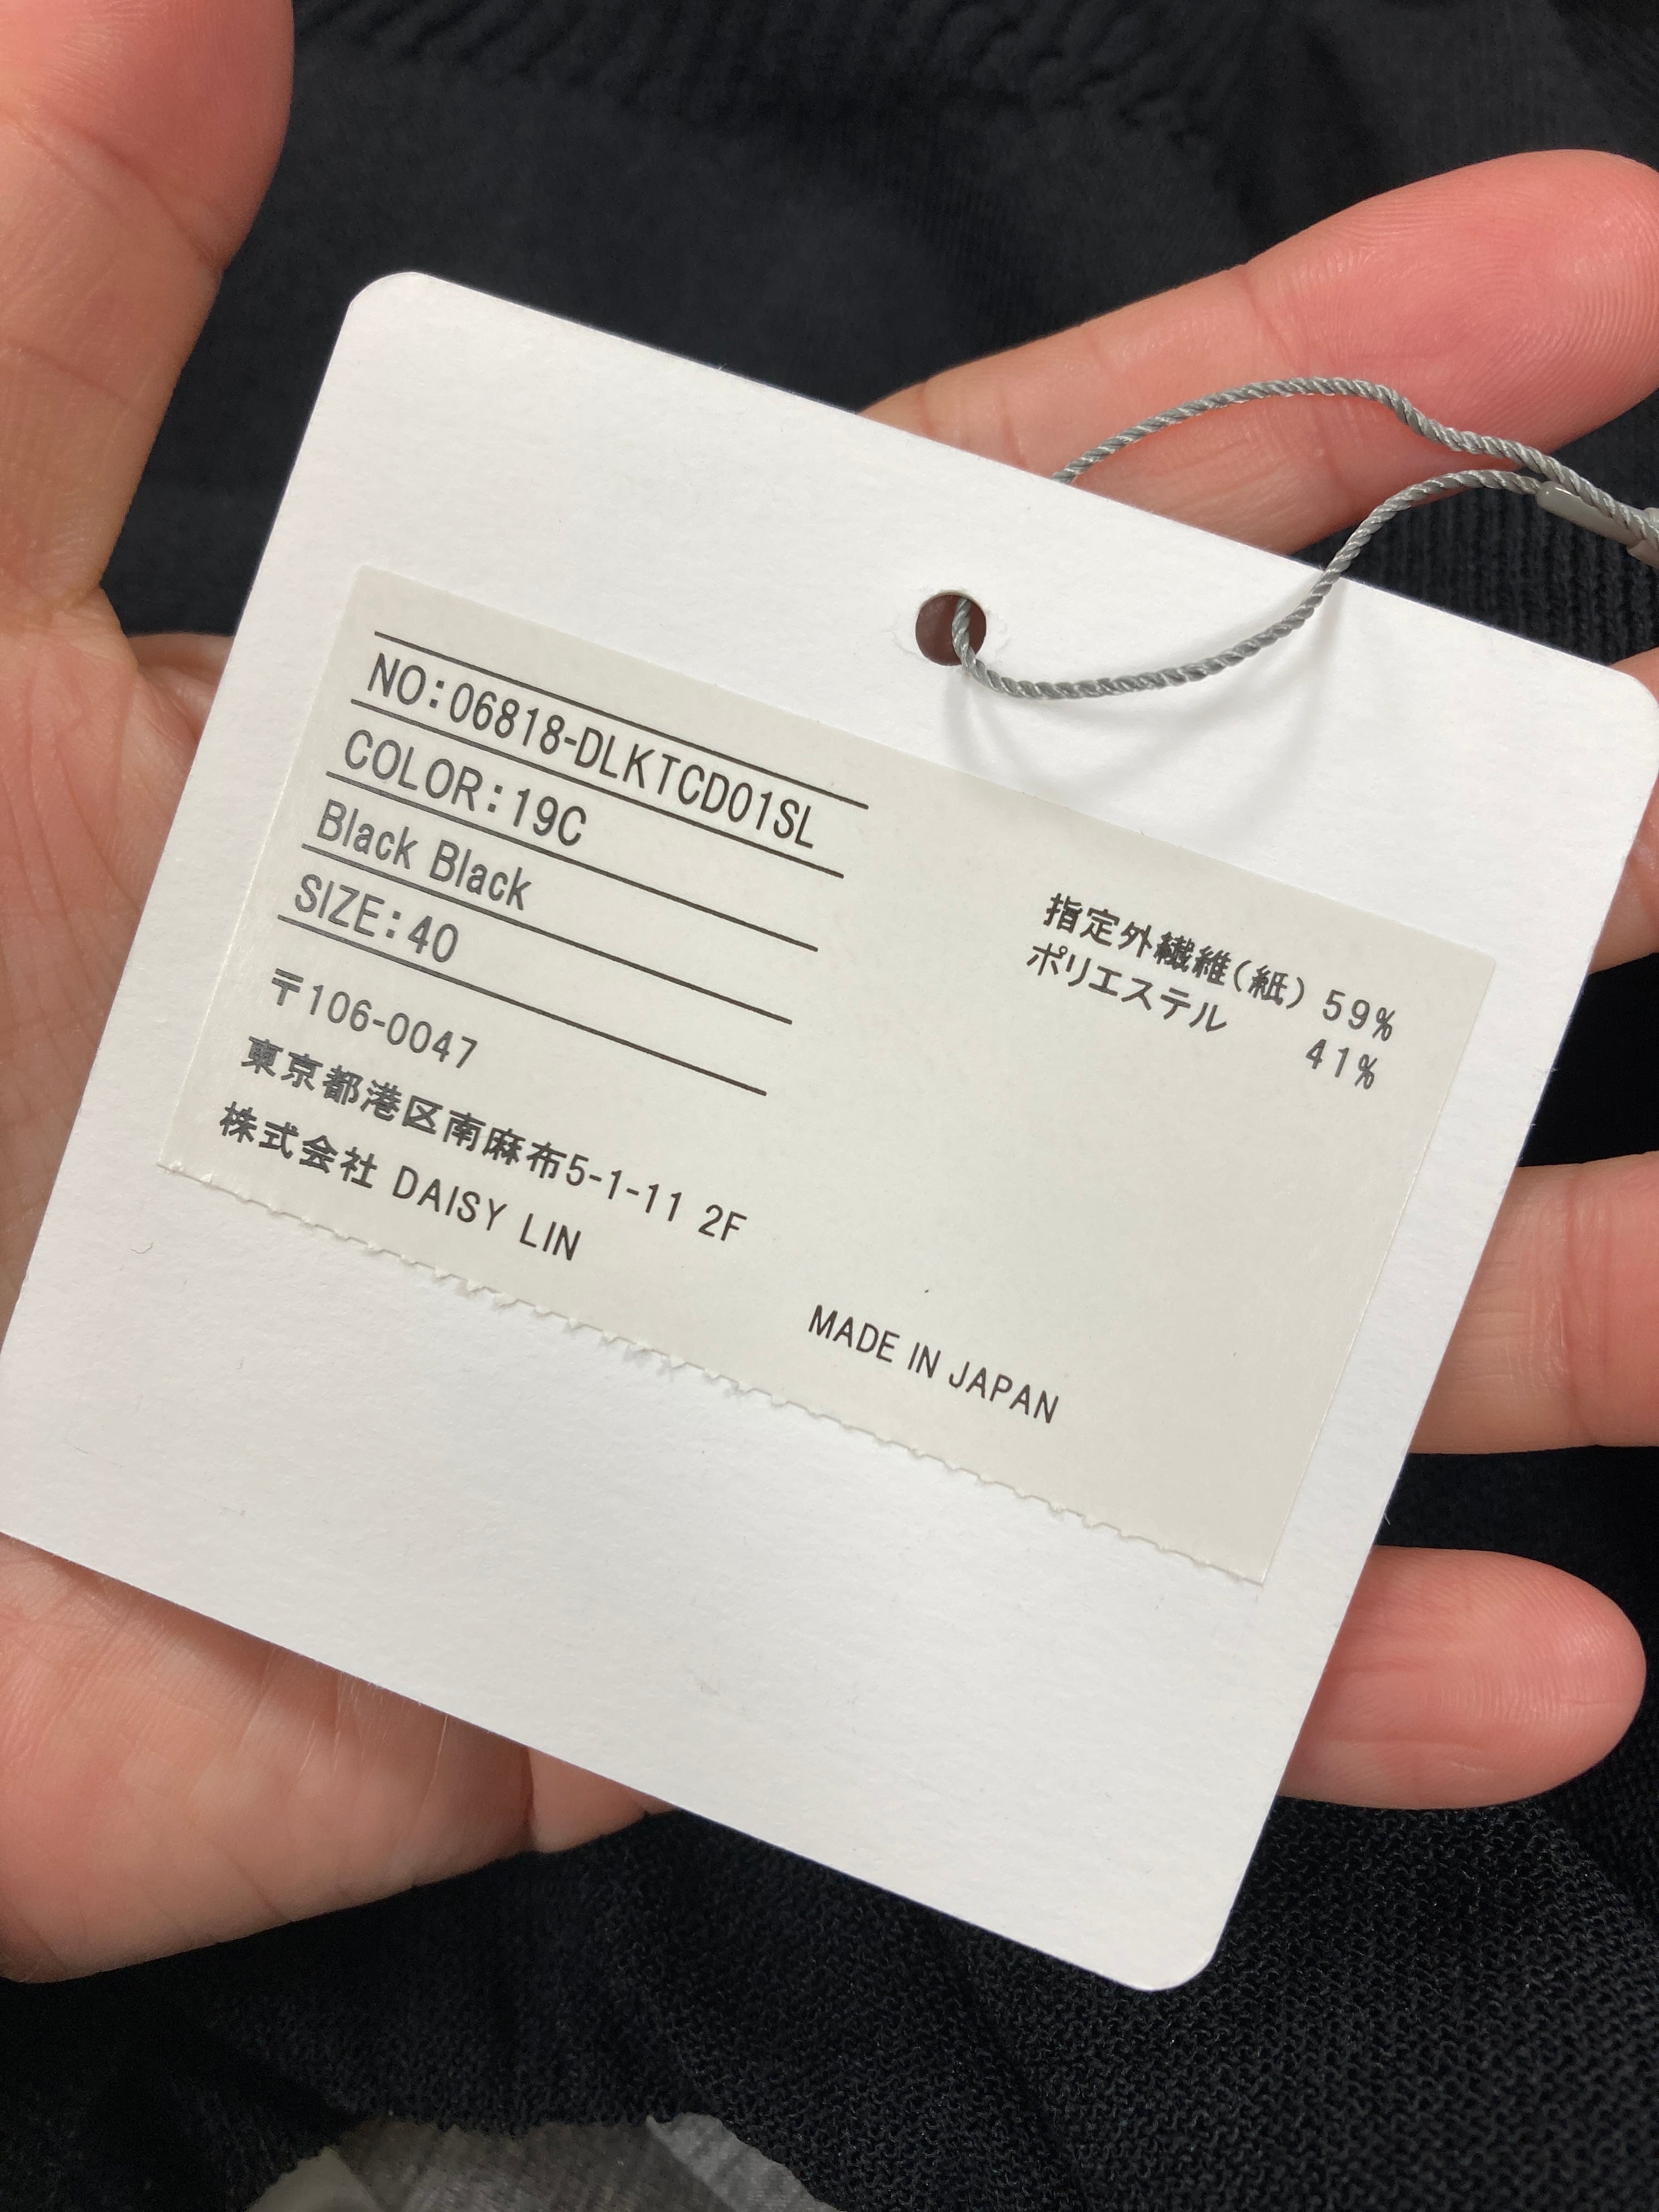 NO:06818-DLKTCD01SL
COLOR:19C
Black Black
SIZE:40
〒106-0047
東京都港区南麻布5-1-11 2F
株式会社 DAISY LIN
指定外繊維(紙) 59%
ポリエステル 41%
MADE IN JAPAN